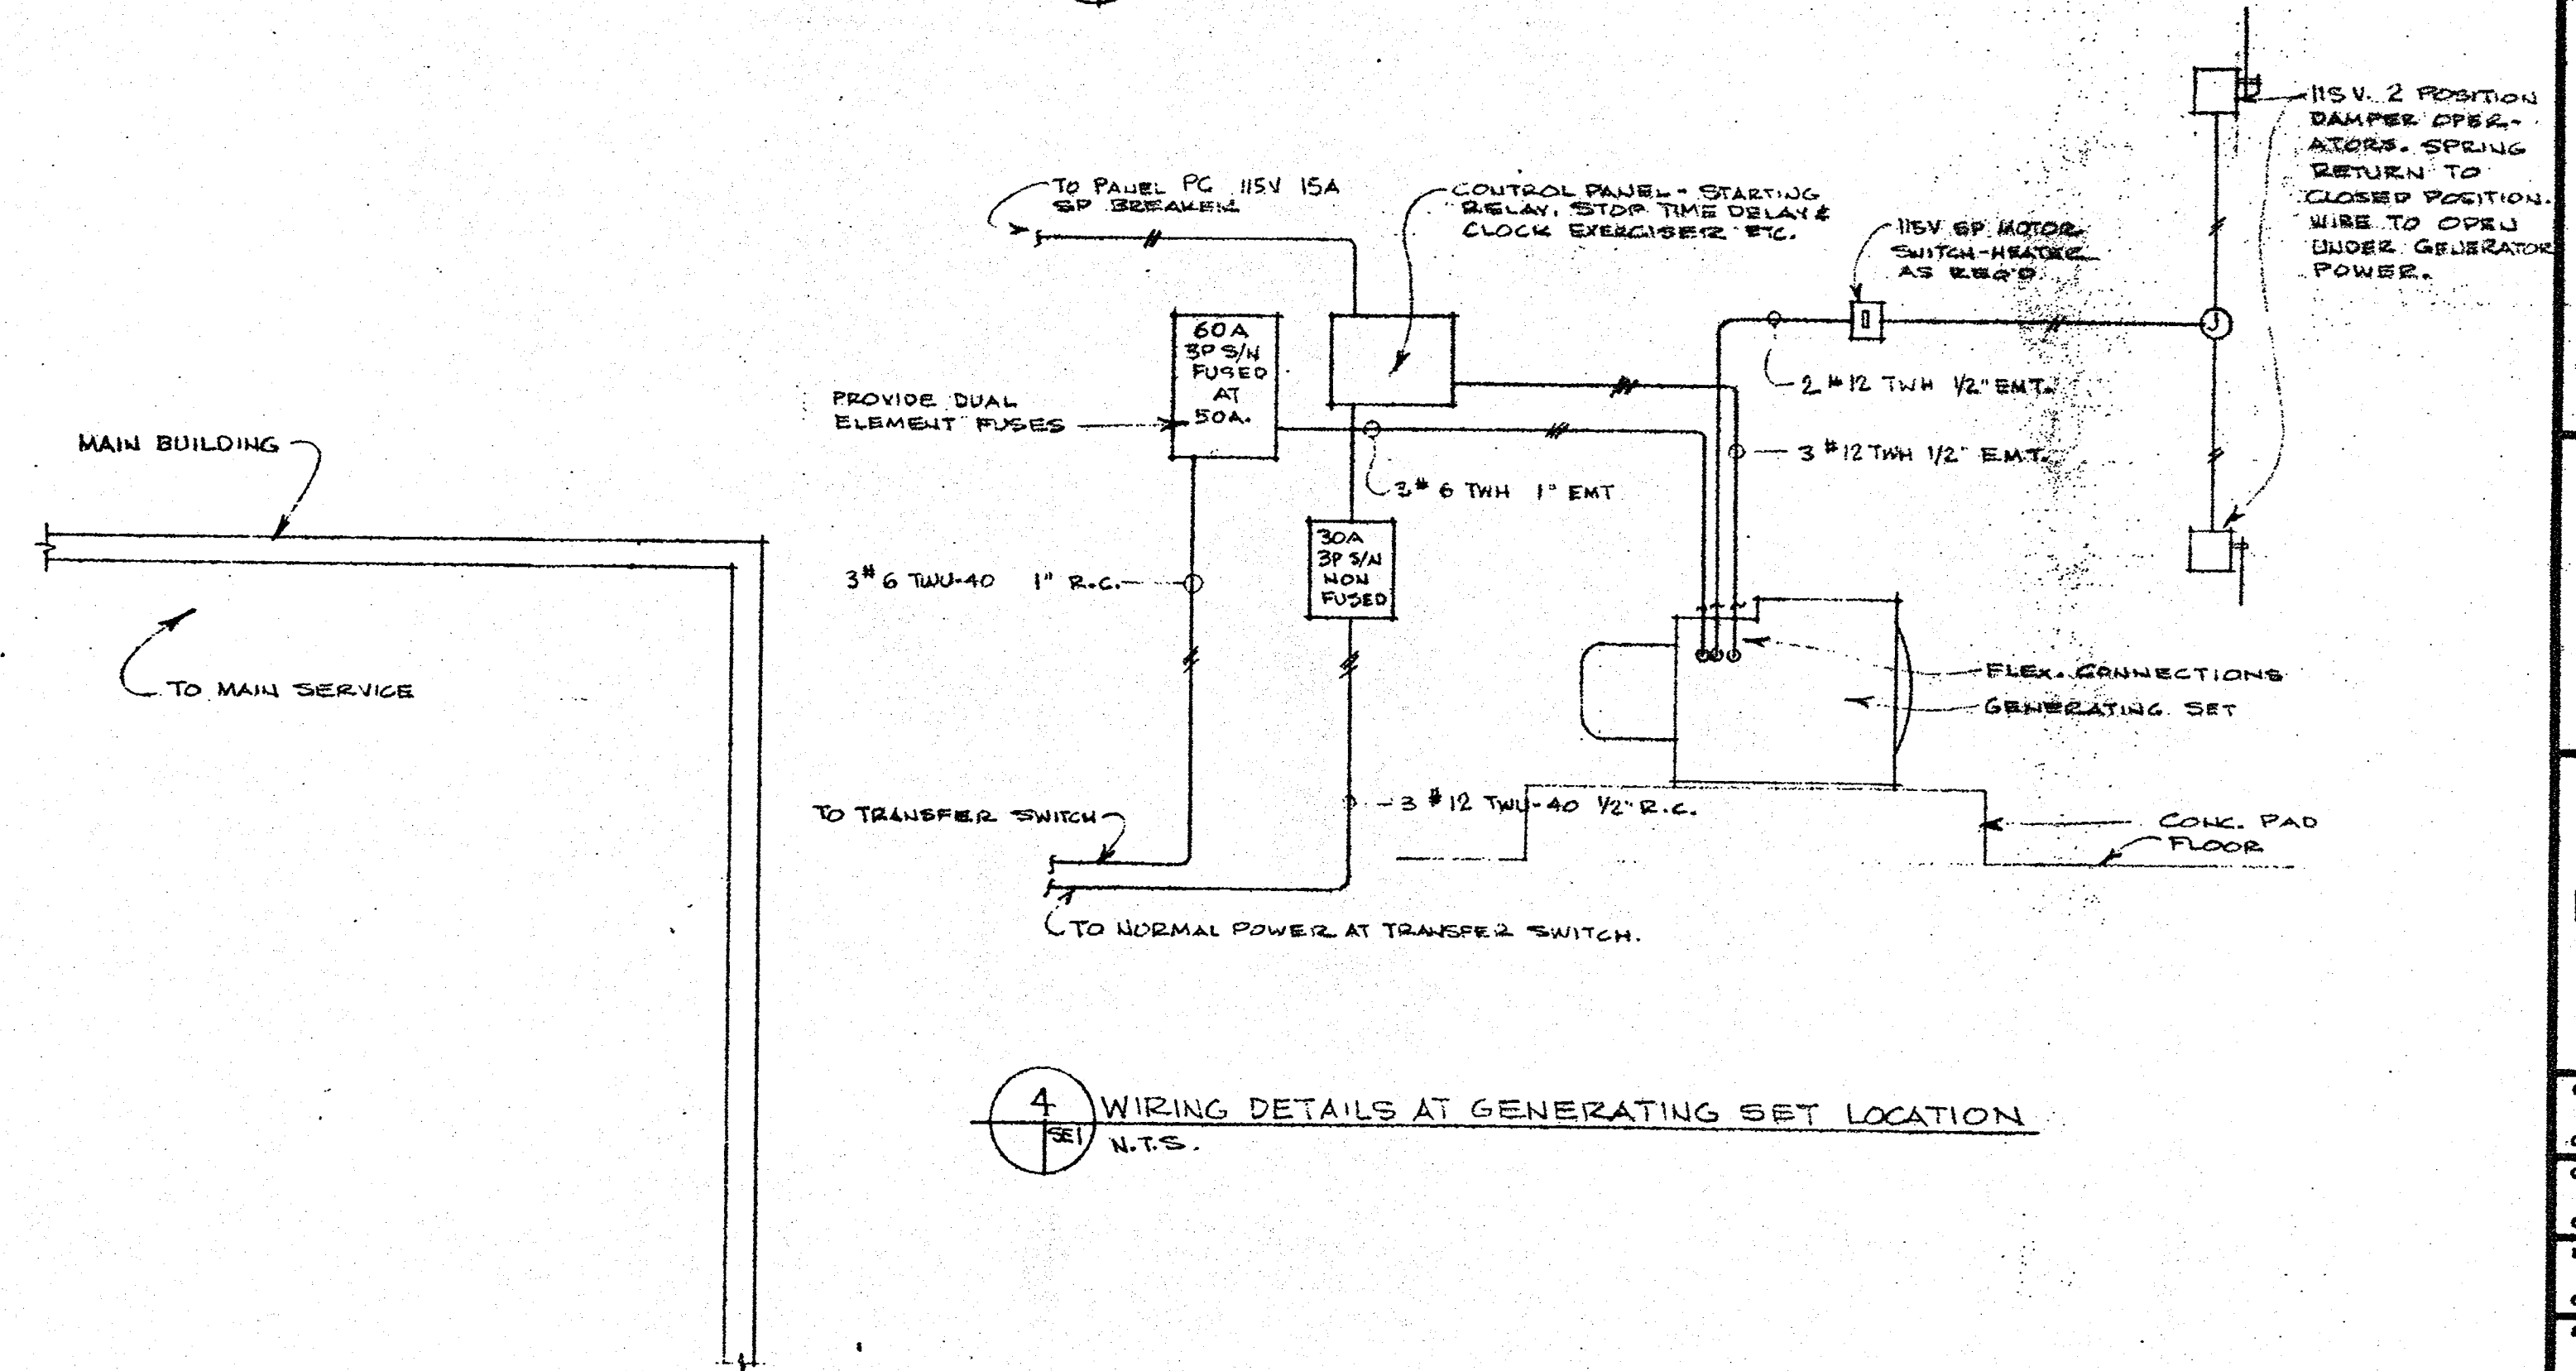 TO PANEL PC 115V 15A
SP BREAKER
CONTROL PANEL - STARTING
RELAY, STOP TIME DELAY &
CLOCK EXERCISER ETC.
115V SP MOTOR
SWITCH-HEATER
AS REQ'D
115V. 2 POSITION
DAMPER OPER-
ATORS. SPRING
RETURN TO
CLOSED POSITION.
WIRE TO OPEN
UNDER GENERATOR
POWER.
60A
3P S/N
FUSED
AT
50A.
J
2 #12 TWH 1/2" EMT.
PROVIDE DUAL
ELEMENT FUSES
MAIN BUILDING
3 #12 TWH 1/2" E.M.T.
3# 6 TWH 1" EMT
30A
3P S/N
NON
FUSED
3# 6 TWU-40 1" R.C.
TO MAIN SERVICE
FLEX. CONNECTIONS
GENERATING SET
TO TRANSFER SWITCH
3 #12 TWU-40 1/2" R.C.
CONC. PAD
FLOOR
TO NORMAL POWER AT TRANSFER SWITCH.
4
SE1
WIRING DETAILS AT GENERATING SET LOCATION
N.T.S.